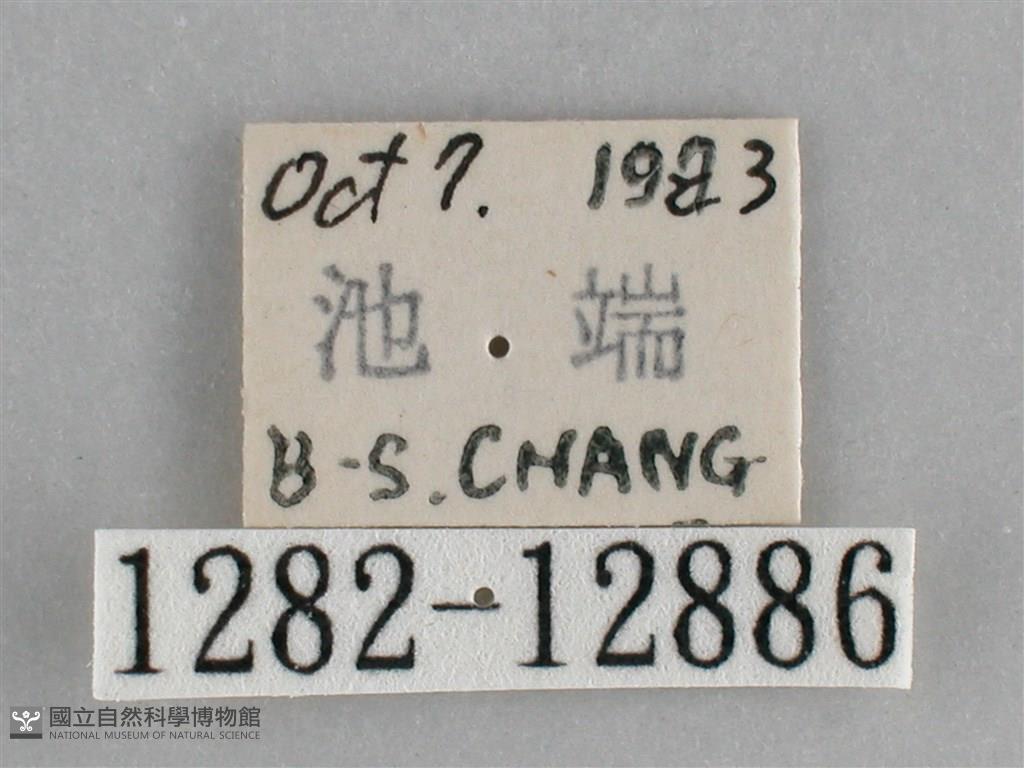 Oct 7. 1983
池 端
B-S. CHANG
1282-12886
國立自然科學博物館
NATIONAL MUSEUM OF NATURAL SCIENCE